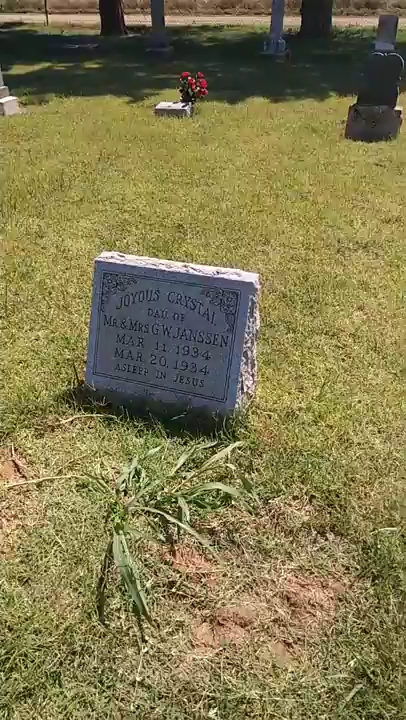 JOYOUS CRYSTAL
DAU OF
MR.& MRS.G.W.JANSSEN
MAR 11, 1934
MAR 20, 1934
ASLEEP IN JESUS